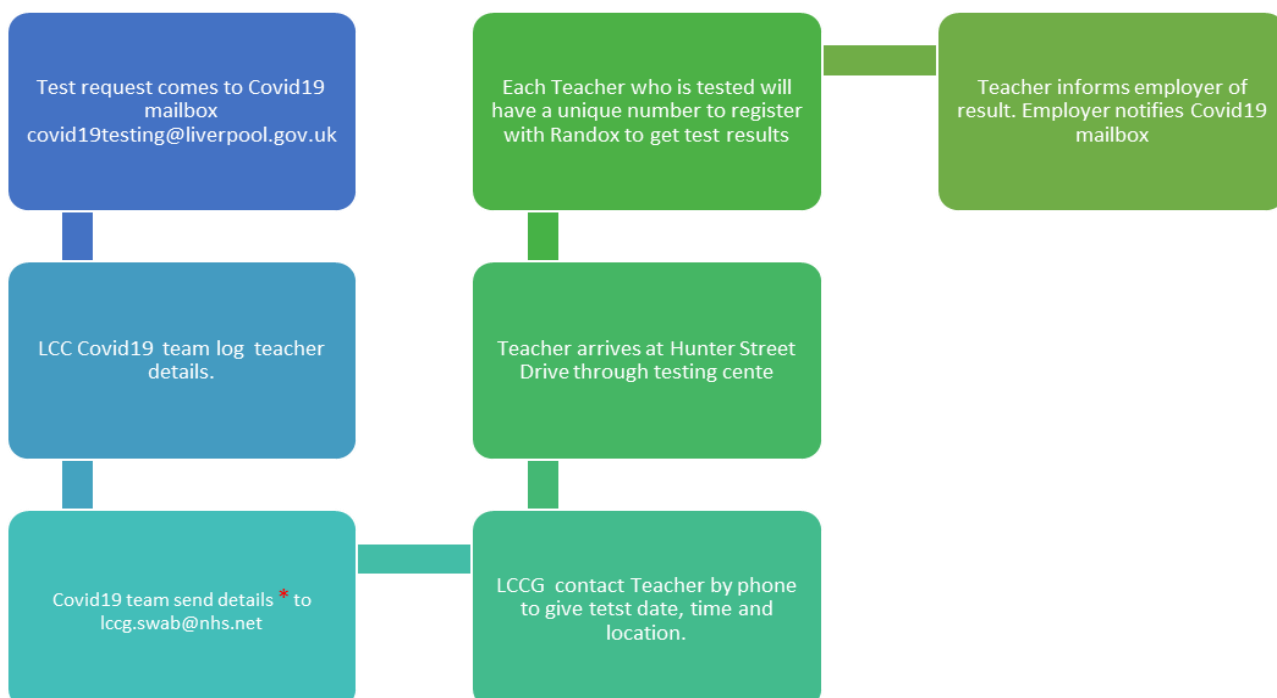 Test request comes to Covid19
mailbox
covid19testing@liverpool.gov.uk
LCC Covid19 team log teacher
details.
Covid19 team send details * to
lccg.swab@nhs.net
LCCG contact Teacher by phone
to give tetst date, time and
location.
Teacher arrives at Hunter Street
Drive through testing cente
Each Teacher who is tested will
have a unique number to register
with Randox to get test results
Teacher informs employer of
result. Employer notifies Covid19
mailbox